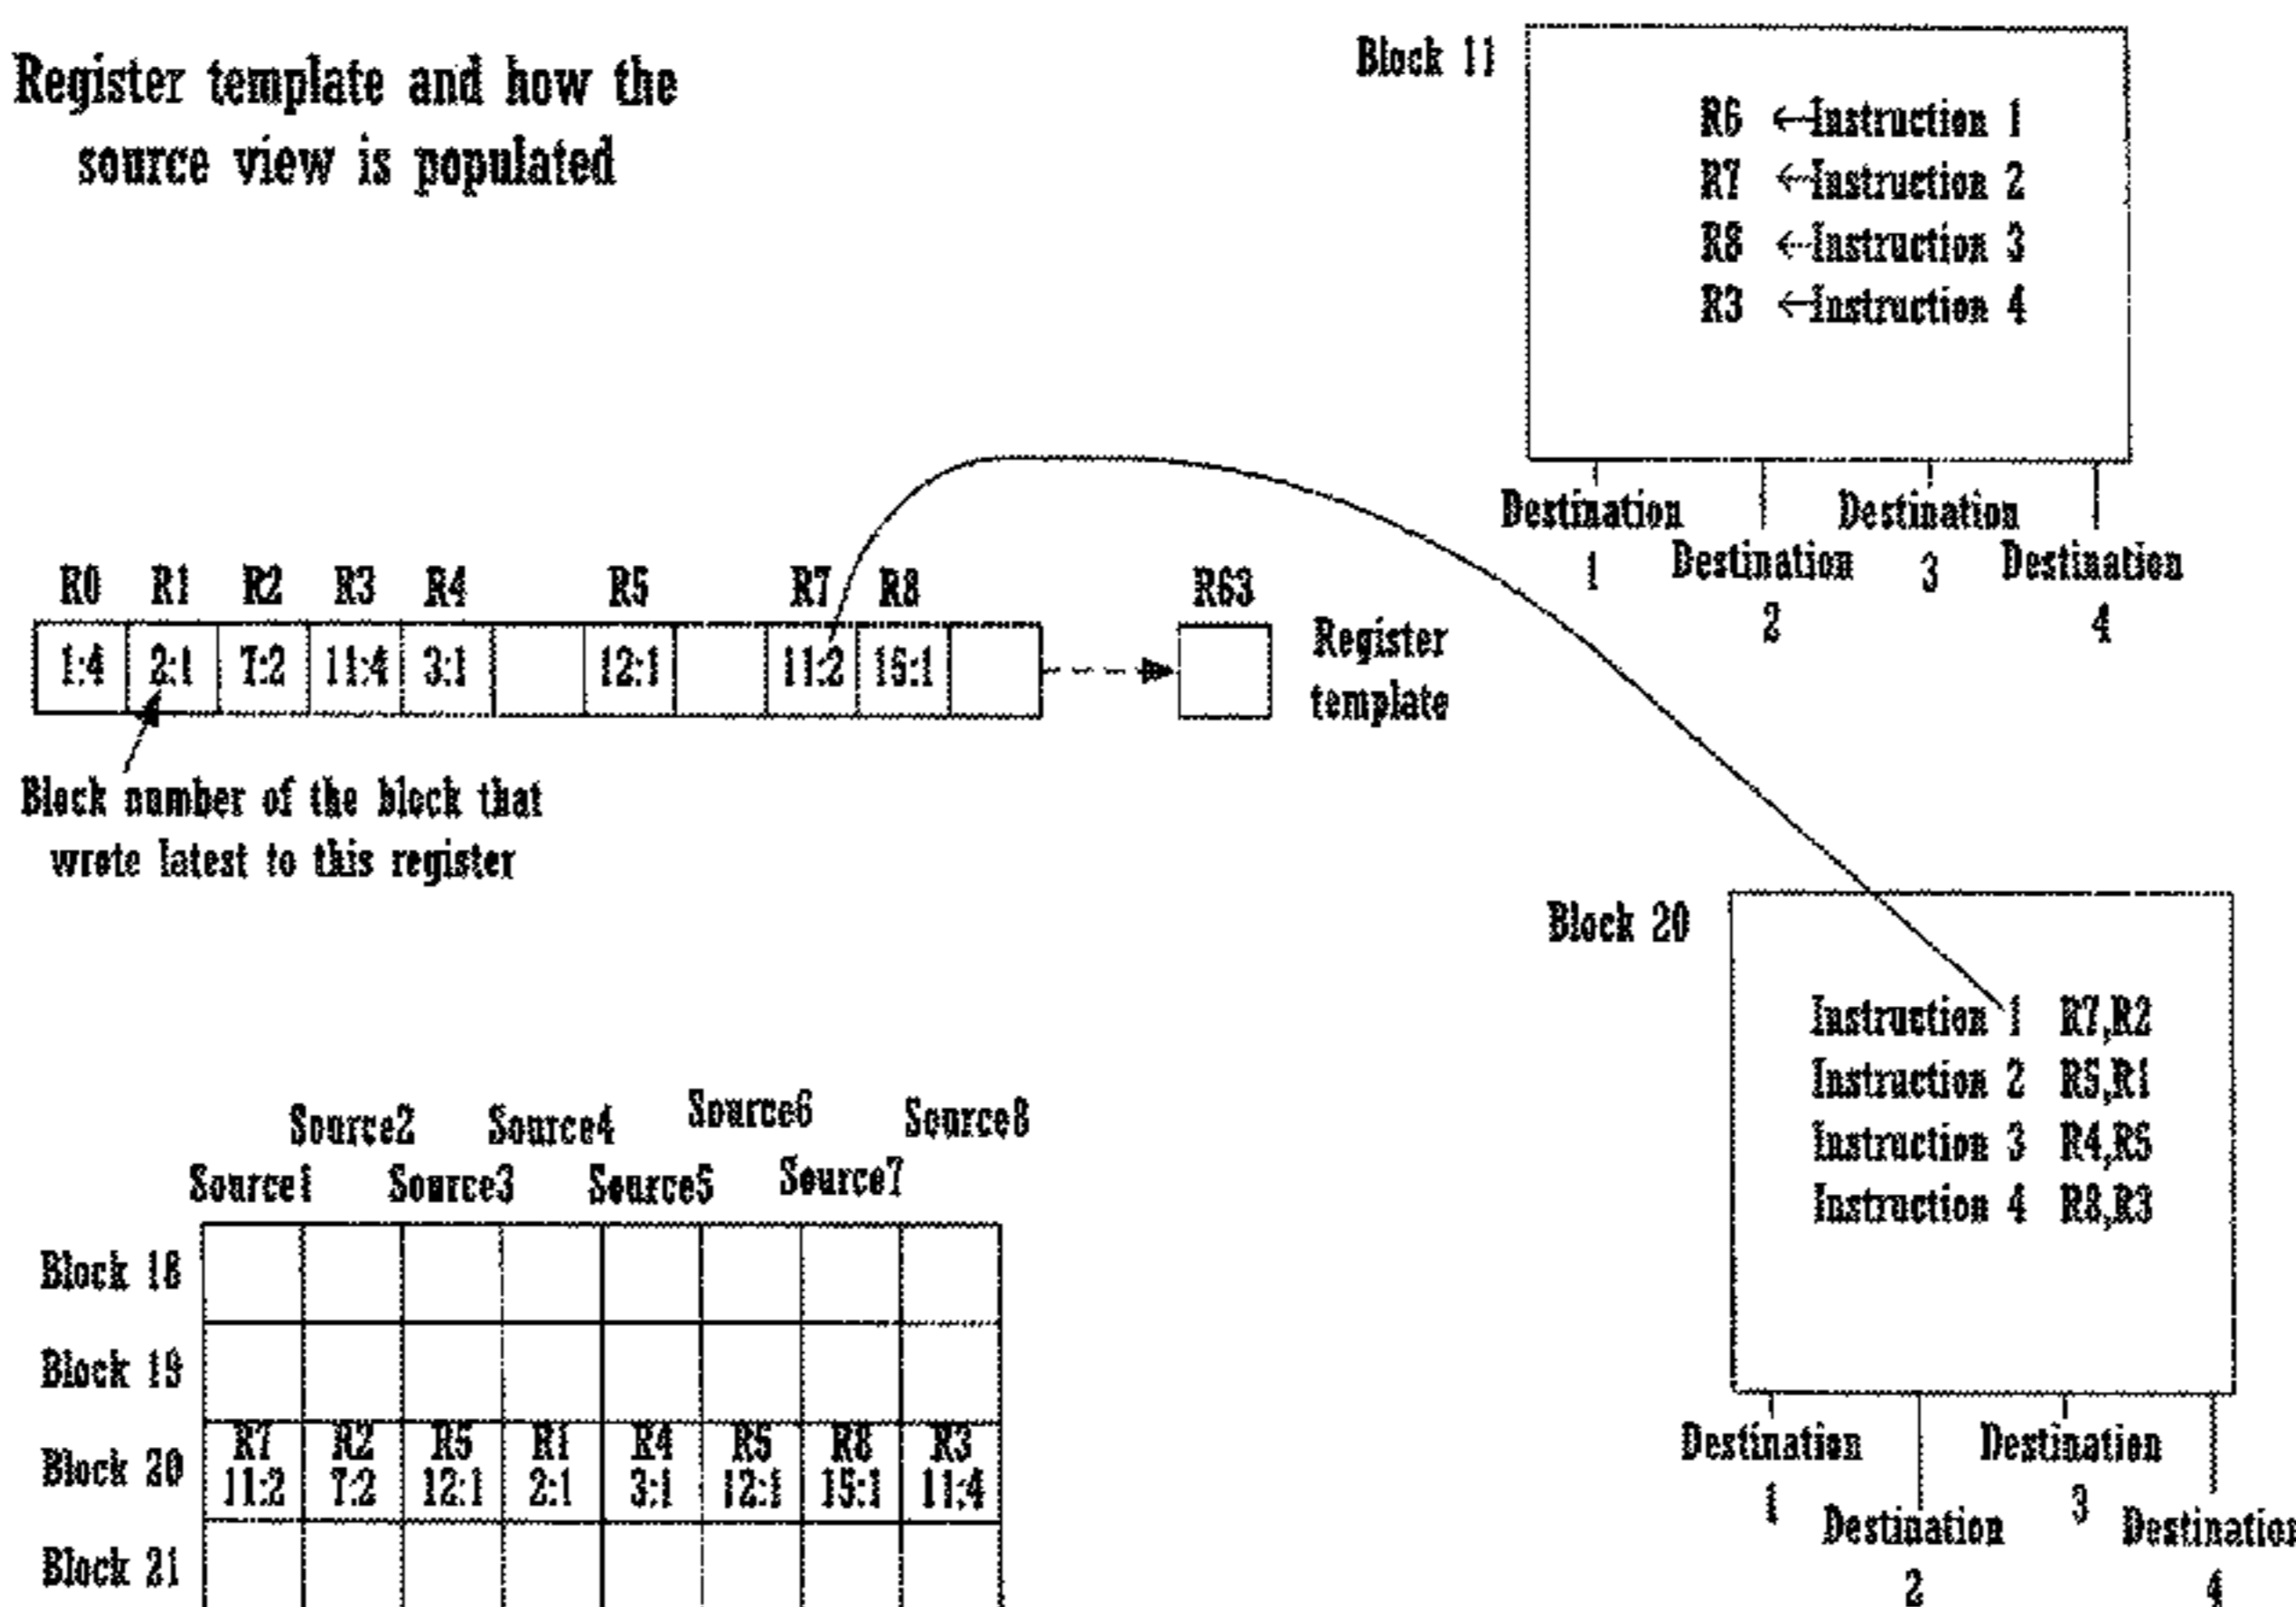 Register template and how the
source view is populated
Block 11
R6 ←Instruction 1
R7 ←Instruction 2
R8 ←Instruction 3
R3 ←Instruction 4
Destination
1
Destination
2
Destination
3
Destination
4
R0 R1 R2 R3 R4 R5 R7 R8 R63
1:4 2:1 7:2 11:4 3:1 12:1 11:2 15:1
Register
template
Block number of the block that
wrote latest to this register
Block 20
Instruction 1 R7,R2
Instruction 2 R5,R1
Instruction 3 R4,R5
Instruction 4 R8,R3
Destination
1
Destination
2
Destination
3
Destination
4
Source1 Source2 Source3 Source4 Source5 Source6 Source7 Source8
Block 18
Block 19
Block 20
R7 R2 R5 R1 R4 R5 R8 R3
11:2 7:2 12:1 2:1 3:1 12:1 15:1 11:4
Block 21